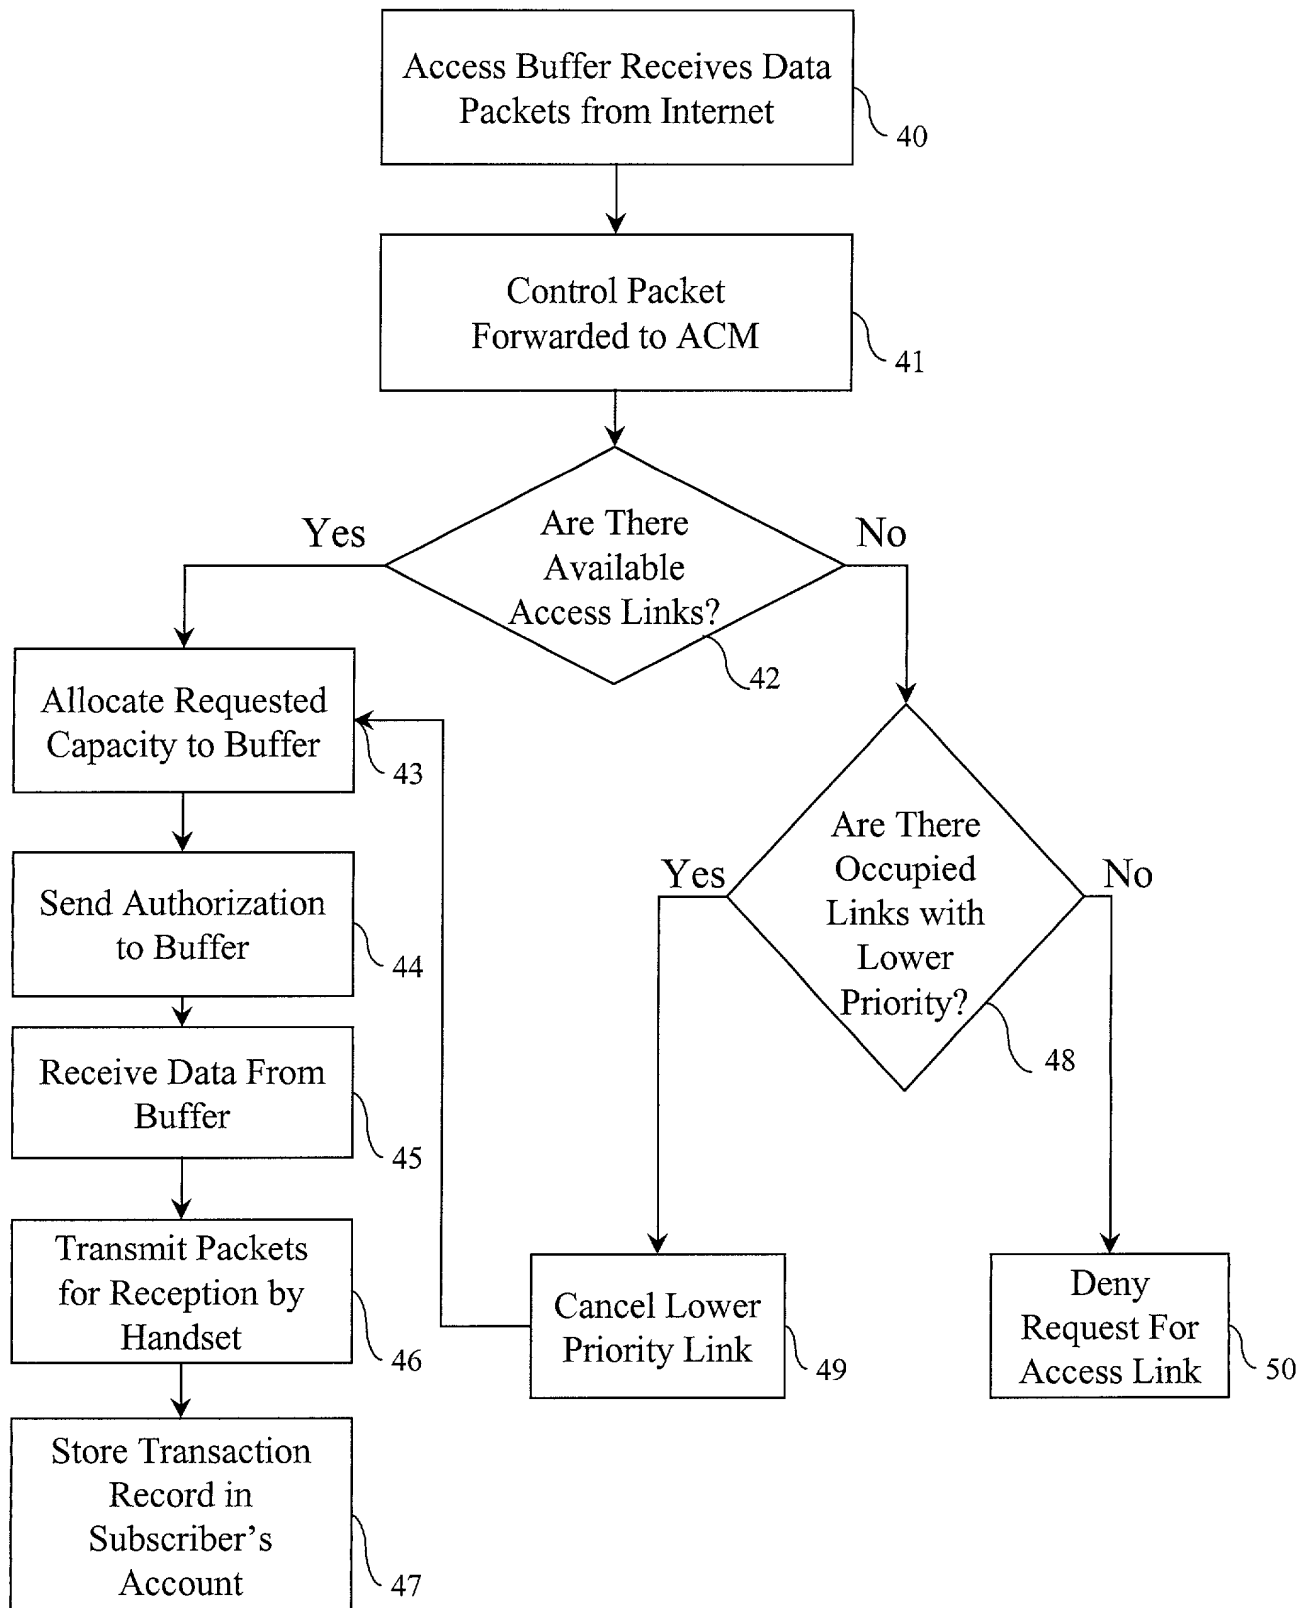 Access Buffer Receives Data
Packets from Internet
40
Control Packet
Forwarded to ACM
41
Are There
Available
Access Links?
42
Yes
No
Allocate Requested
Capacity to Buffer
43
Send Authorization
to Buffer
44
Receive Data From
Buffer
45
Transmit Packets
for Reception by
Handset
46
Store Transaction
Record in
Subscriber's
Account
47
Are There
Occupied
Links with
Lower
Priority?
48
Yes
No
Cancel Lower
Priority Link
49
Deny
Request For
Access Link
50